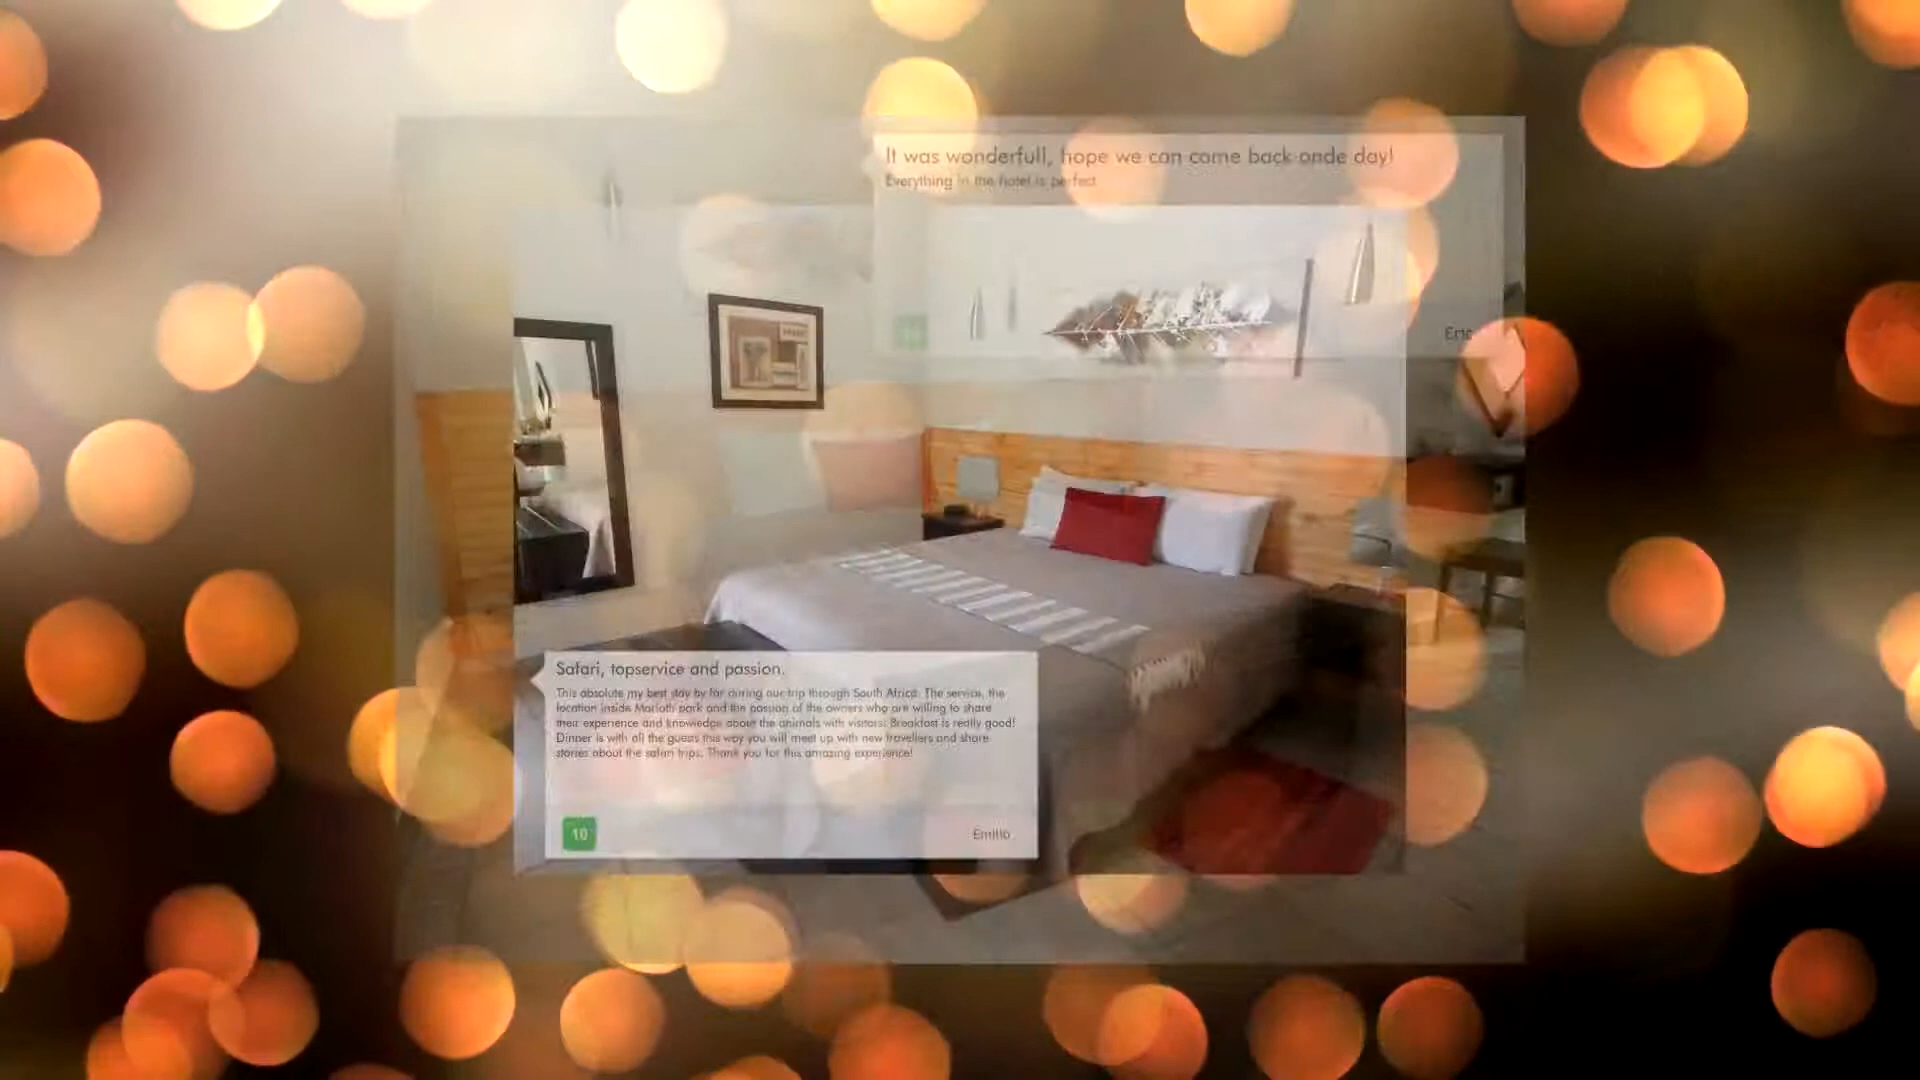 It was wonderfull, hope we can come back onde day!
Everything in the hotel is perfect
Eric
Safari, topservice and passion.
This absolute my best stay by far during our trip through South Africa. The service, the
location inside Marloth park and the passion of the owners who are willing to share
their experience and knowledge about the animals with visitors. Breakfast is really good!
Dinner is with all the guests this way you will meet up with new travellers and share
stories about the safari trips. Thank you for this amazing experience!
10
Emilio